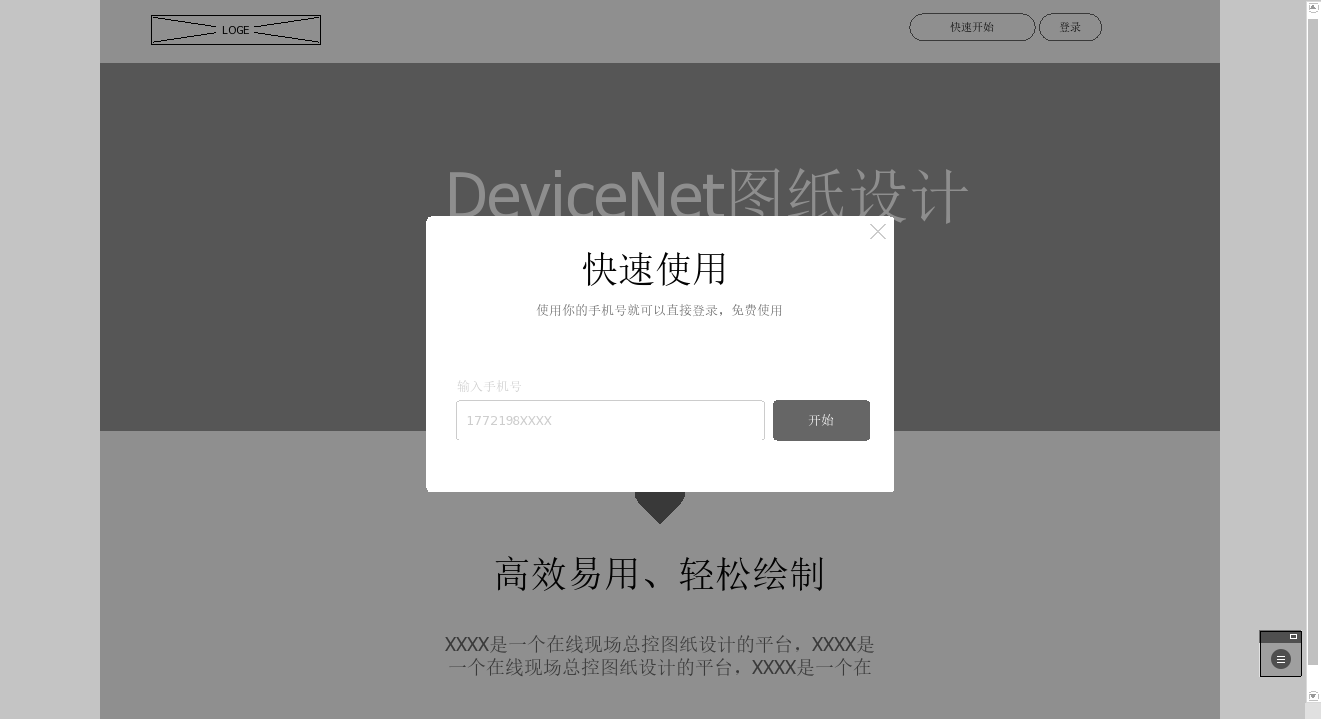 LOGE
快速开始
登录
DeviceNet图纸设计
快速使用
使用你的手机号就可以直接登录，免费使用
输入手机号
1772198XXXX
开始
高效易用、轻松绘制
XXXX是一个在线现场总控图纸设计的平台，XXXX是
一个在线现场总控图纸设计的平台，XXXX是一个在